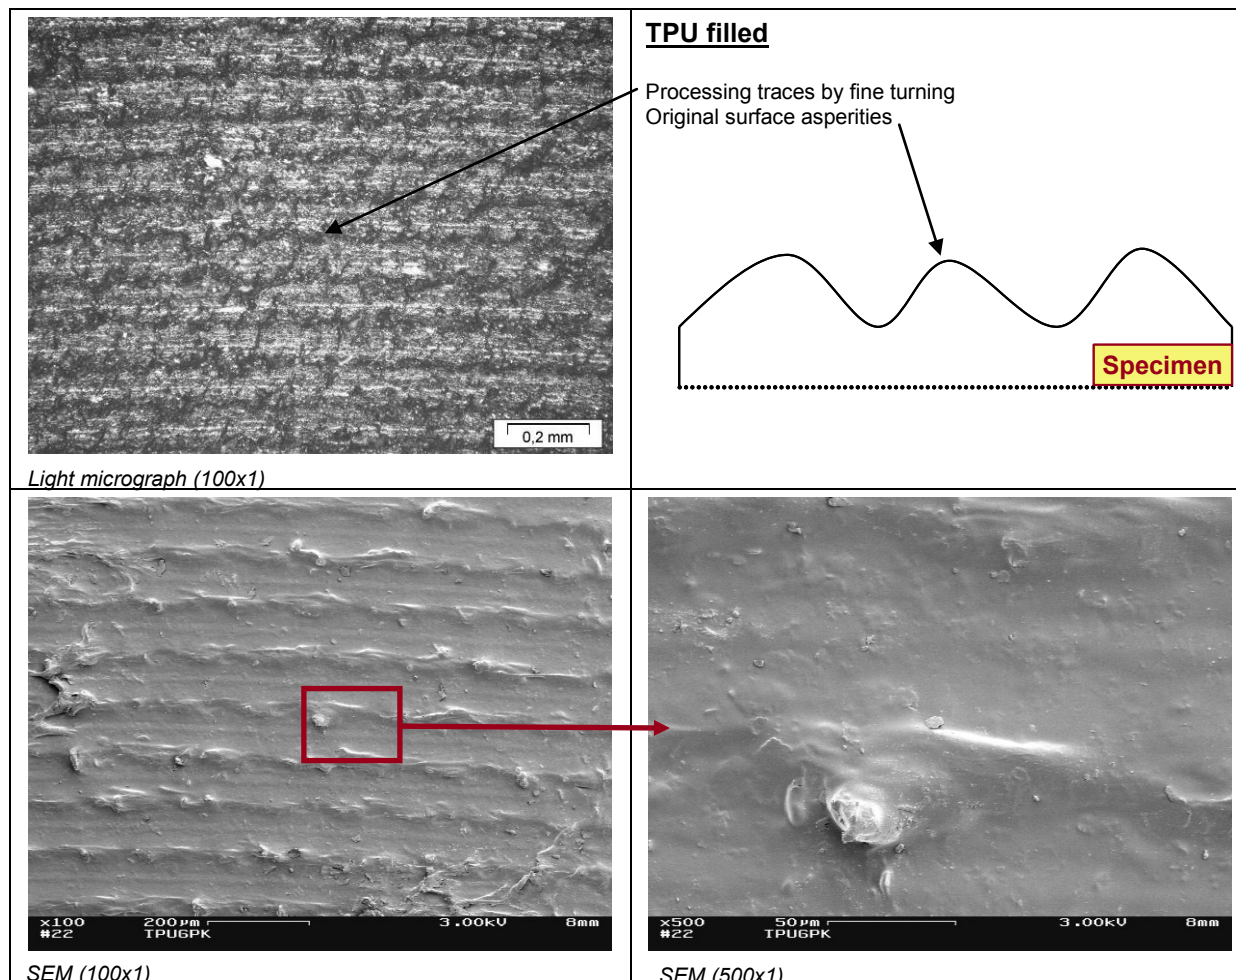 TPU filled
Processing traces by fine turning
Original surface asperities
Specimen
0,2 mm
Light micrograph (100x1)
x100 200µm 3.00kV 8mm
#22 TPU6PK
x500 50µm 3.00kV 8mm
#22 TPU6PK
SEM (100x1)
SEM (500x1)